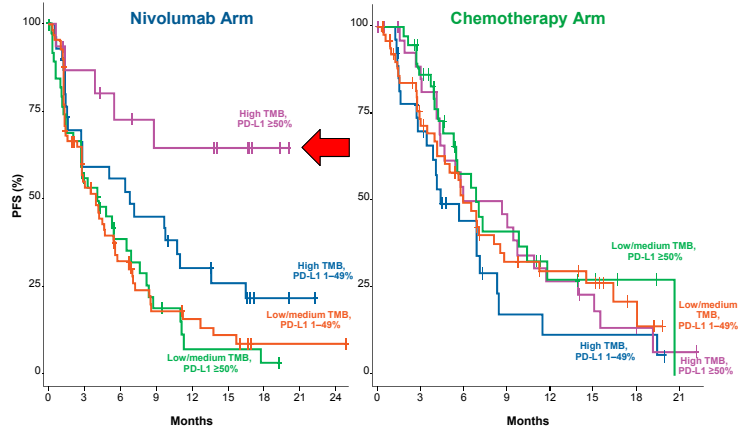 Nivolumab Arm
100
75
50
25
0
PFS (%)
High TMB,
PD-L1 ≥50%
High TMB,
PD-L1 1–49%
Low/medium TMB,
PD-L1 1–49%
Low/medium TMB,
PD-L1 ≥50%
0 3 6 9 12 15 18 21 24
Months
Chemotherapy Arm
100
75
50
25
0
Low/medium TMB,
PD-L1 ≥50%
Low/medium
TMB,
PD-L1 1–49%
High TMB,
PD-L1 1–49%
High TMB,
PD-L1 ≥50%
0 3 6 9 12 15 18 21
Months